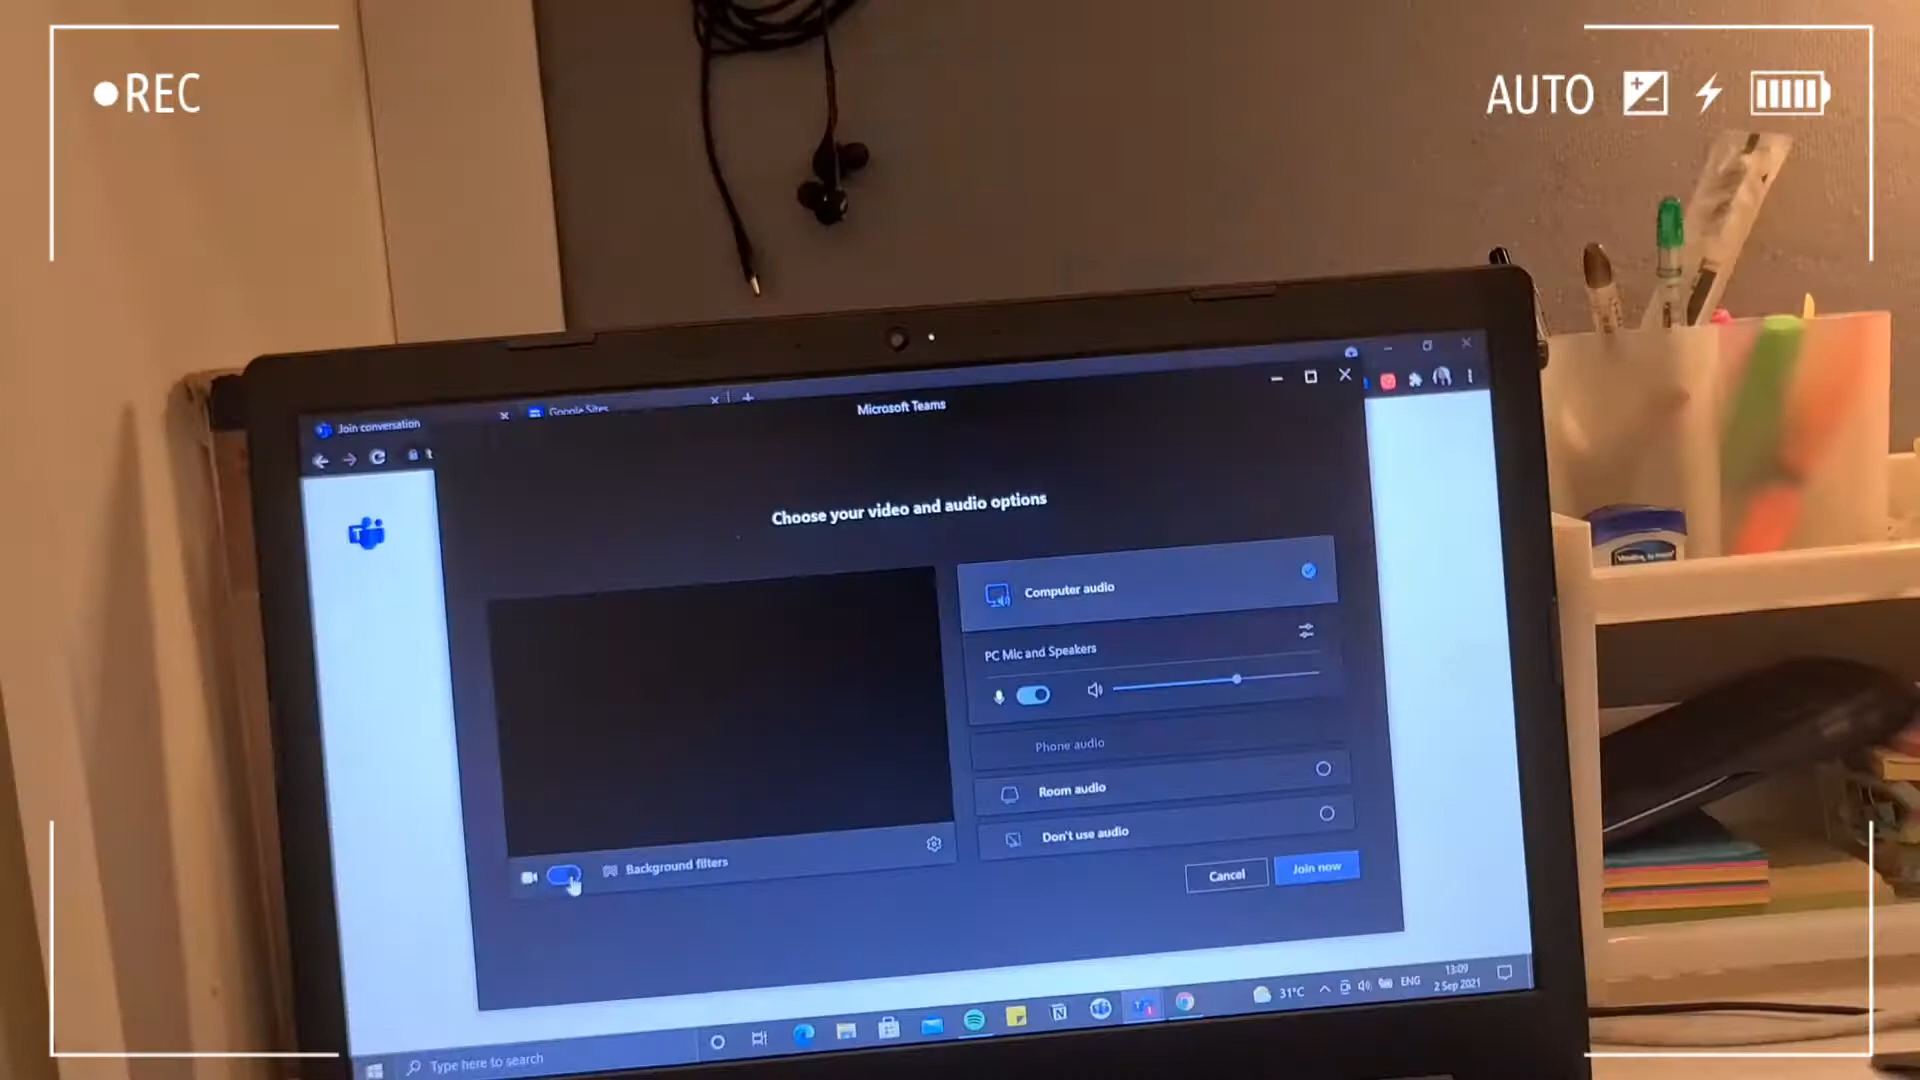 REC
AUTO
Join conversation
Google Sites
Microsoft Teams
Choose your video and audio options
Computer audio
PC Mic and Speakers
Phone audio
Room audio
Don't use audio
Background filters
Cancel
Join now
Type here to search
31°C
ENG
13:09
2 Sep 2021